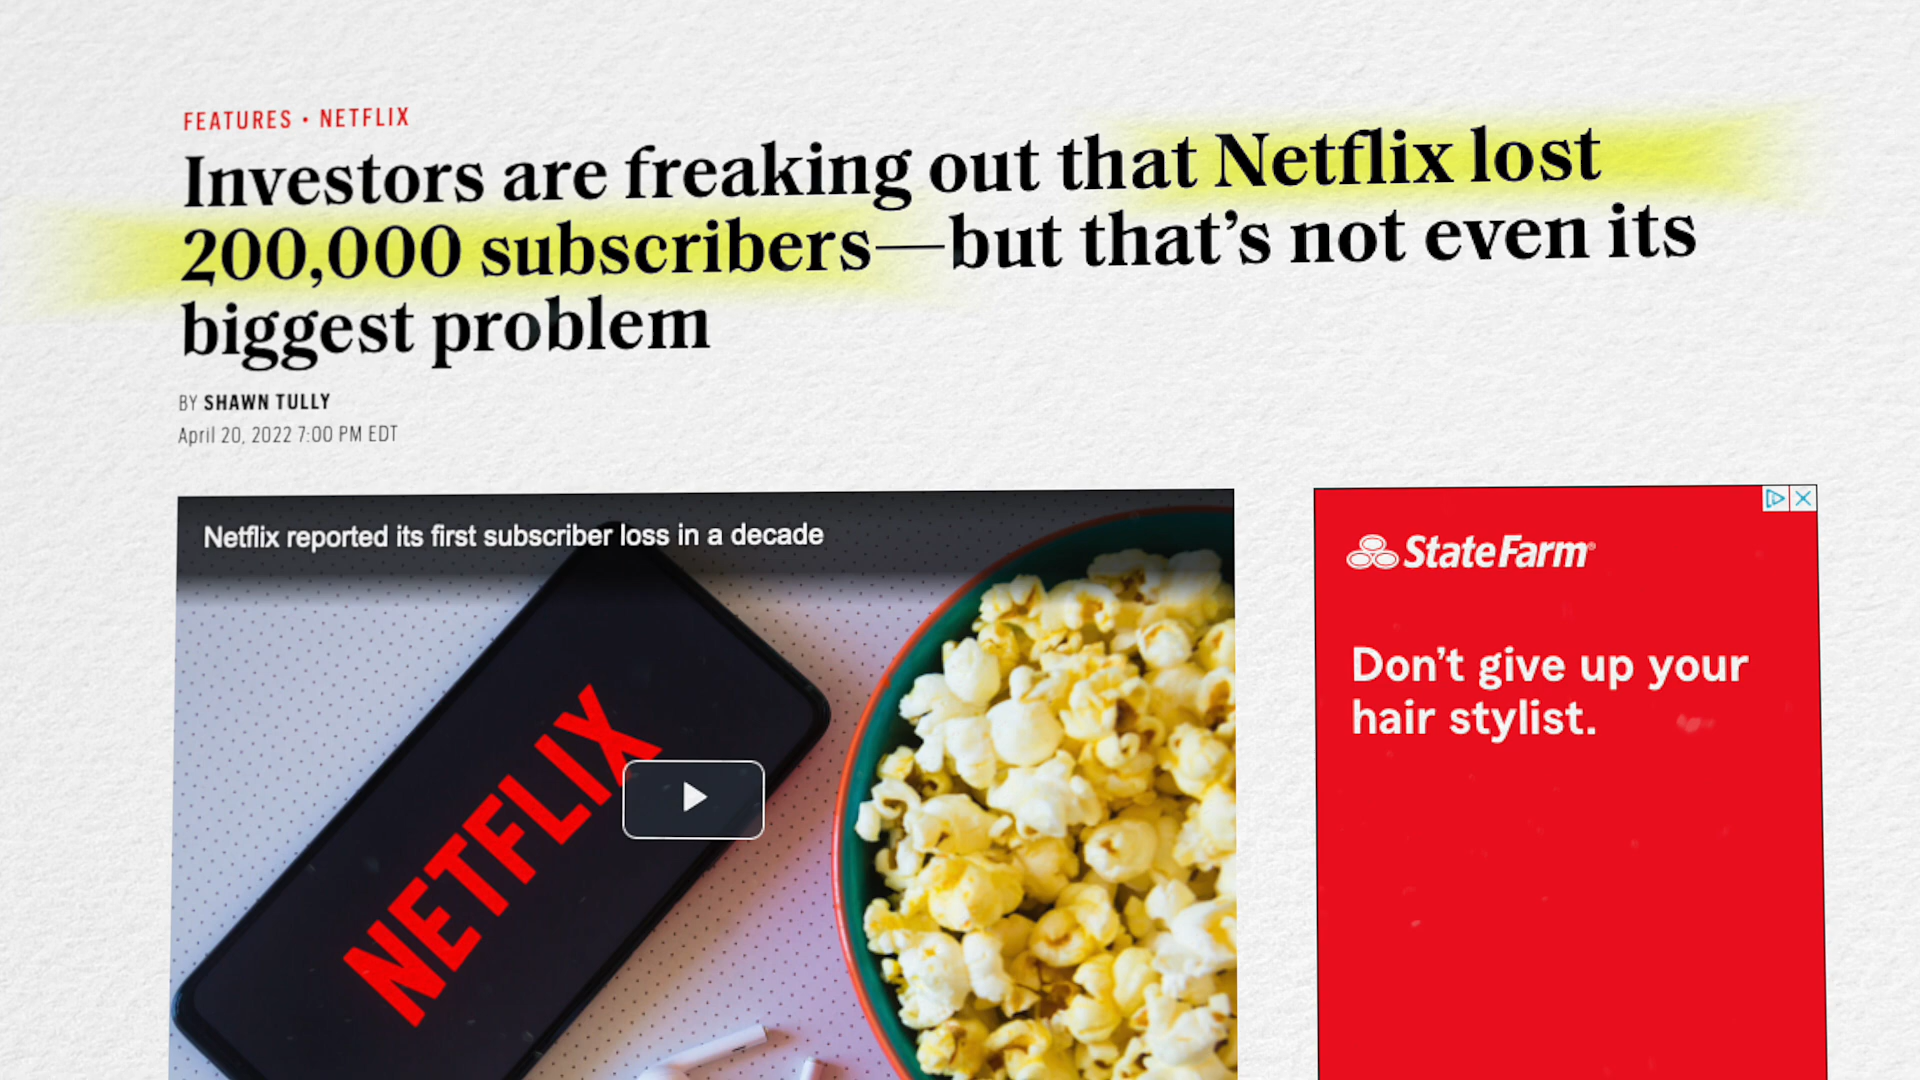 FEATURES • NETFLIX
Investors are freaking out that Netflix lost
200,000 subscribers—but that’s not even its
biggest problem
BY SHAWN TULLY
April 20, 2022 7:00 PM EDT
Netflix reported its first subscriber loss in a decade
NETFLIX
StateFarm®
Don’t give up your
hair stylist.